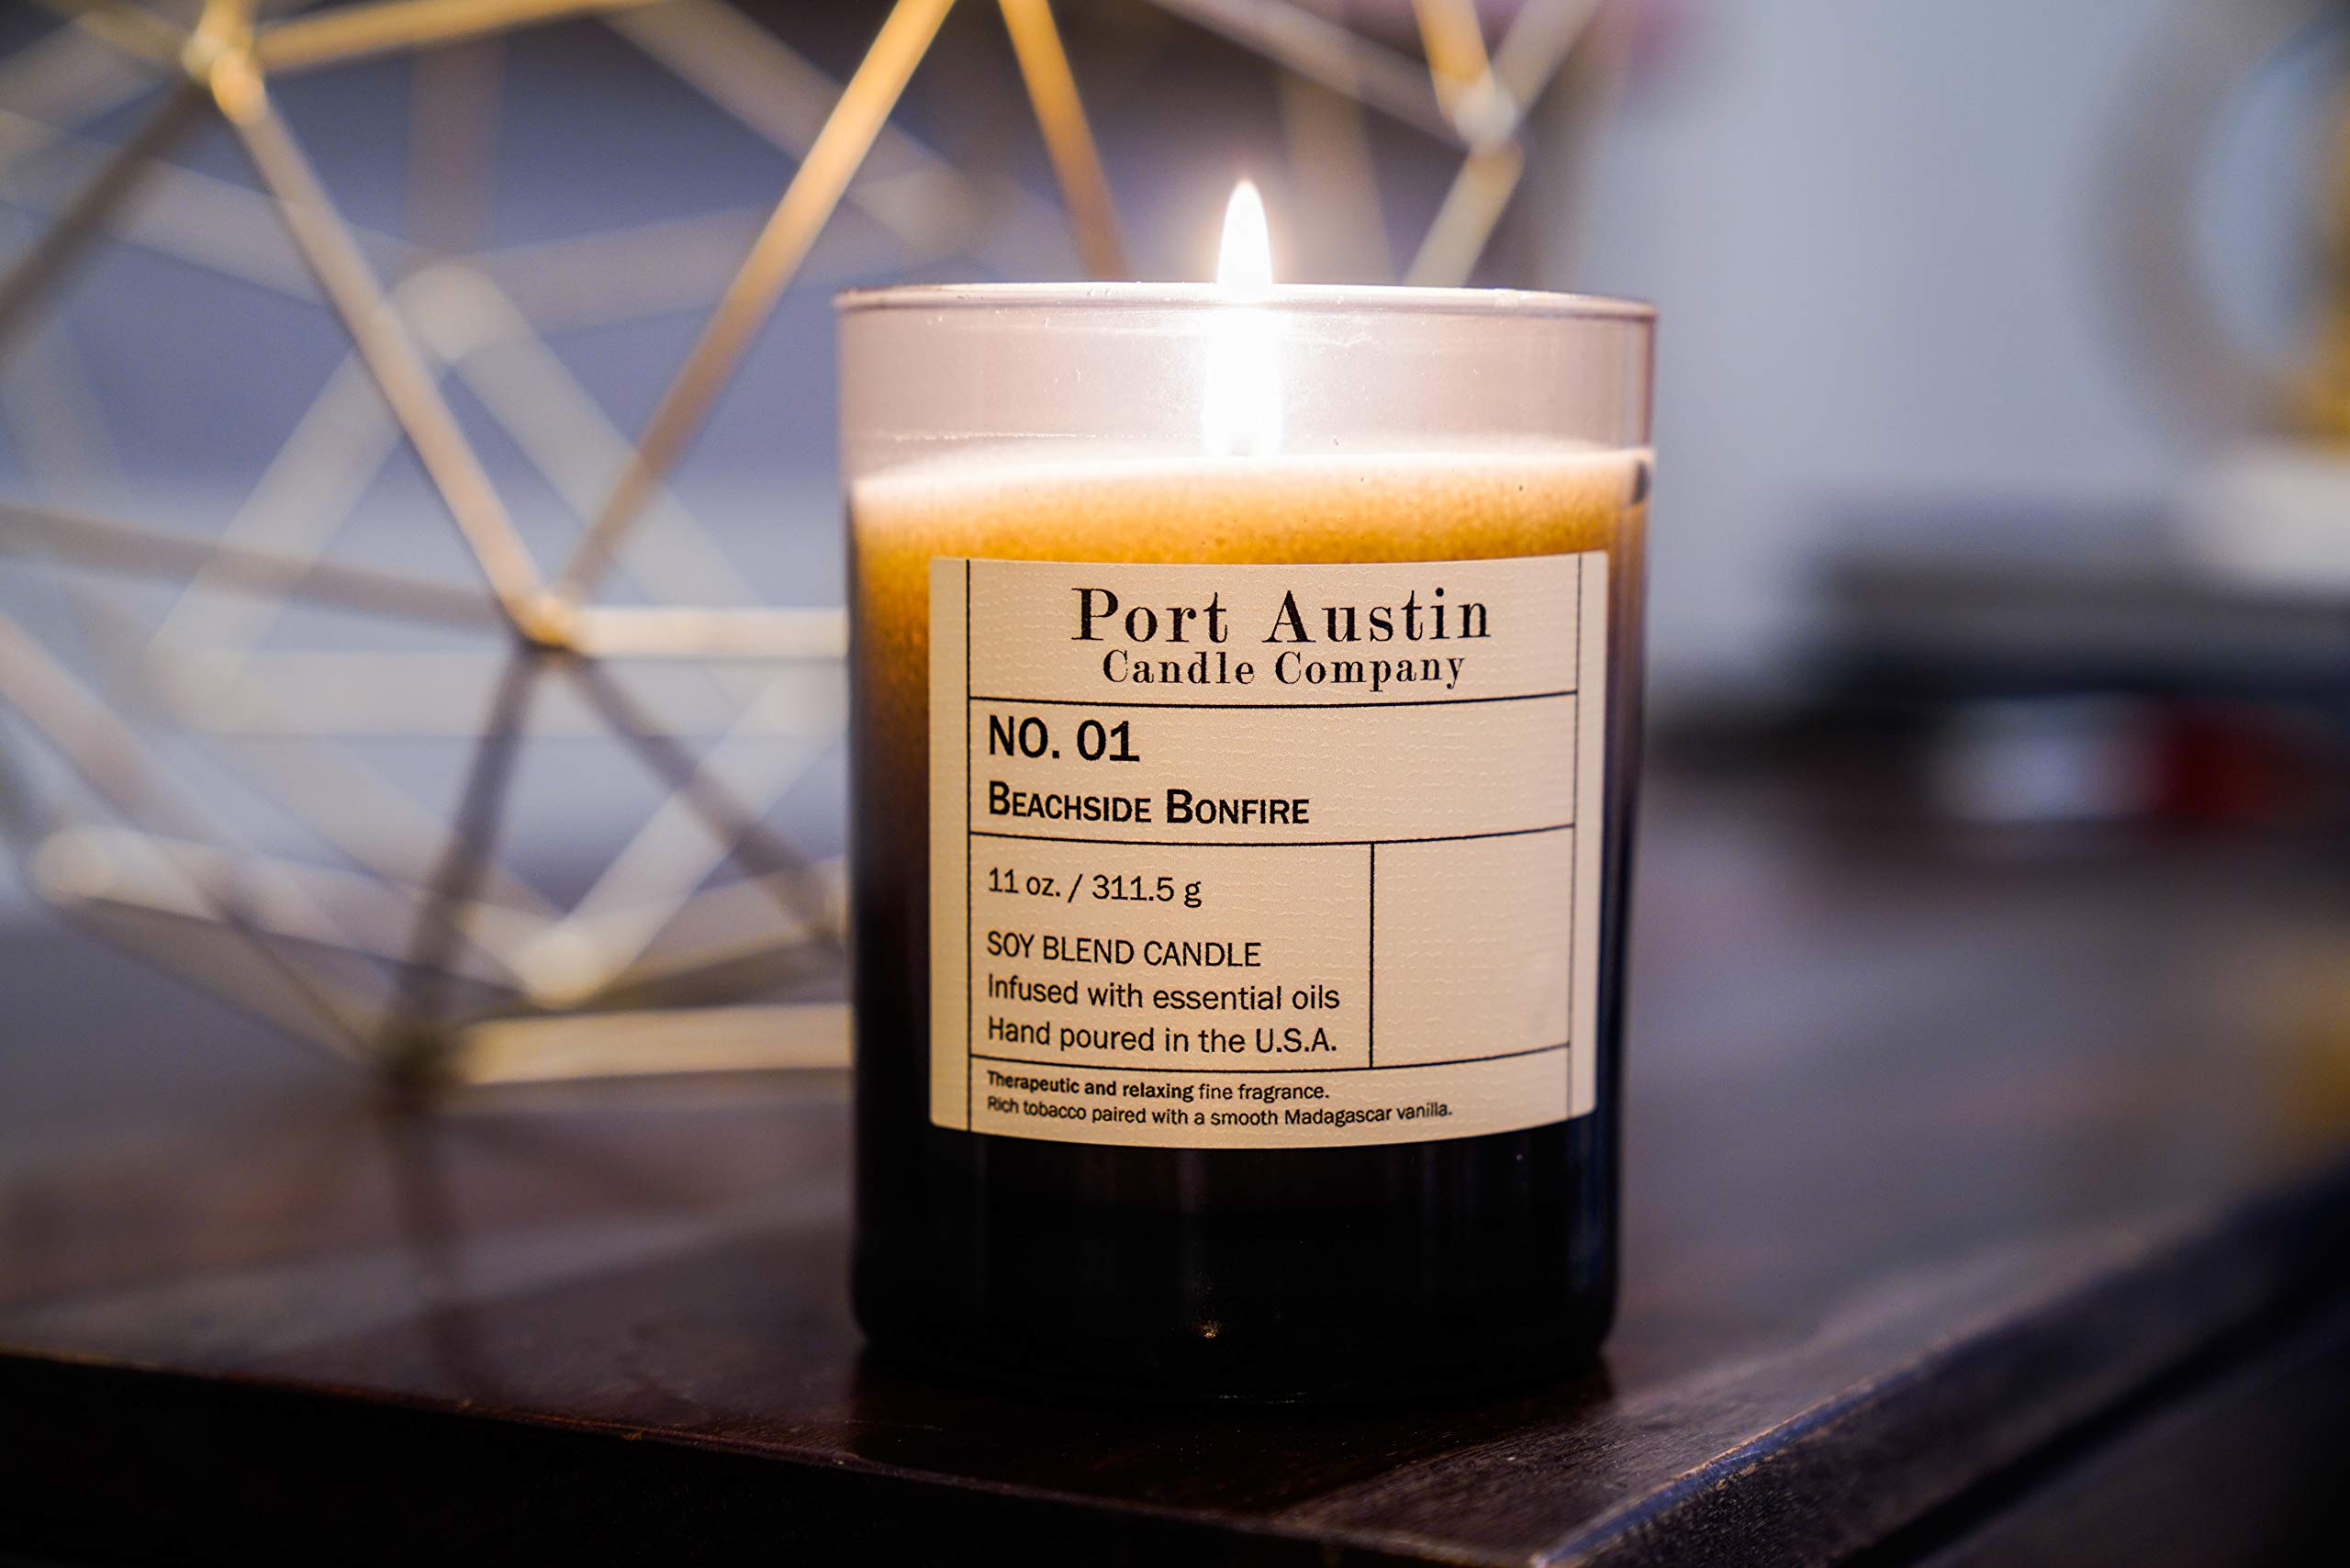 Port Austin
Candle Company
NO. 01
BEACHSIDE BONFIRE
11 oz. / 311.5 g
SOY BLEND CANDLE
Infused with essential oils
Hand poured in the U.S.A.
Therapeutic and relaxing fine fragrance.
Rich tobacco paired with a smooth Madagascar vanilla.